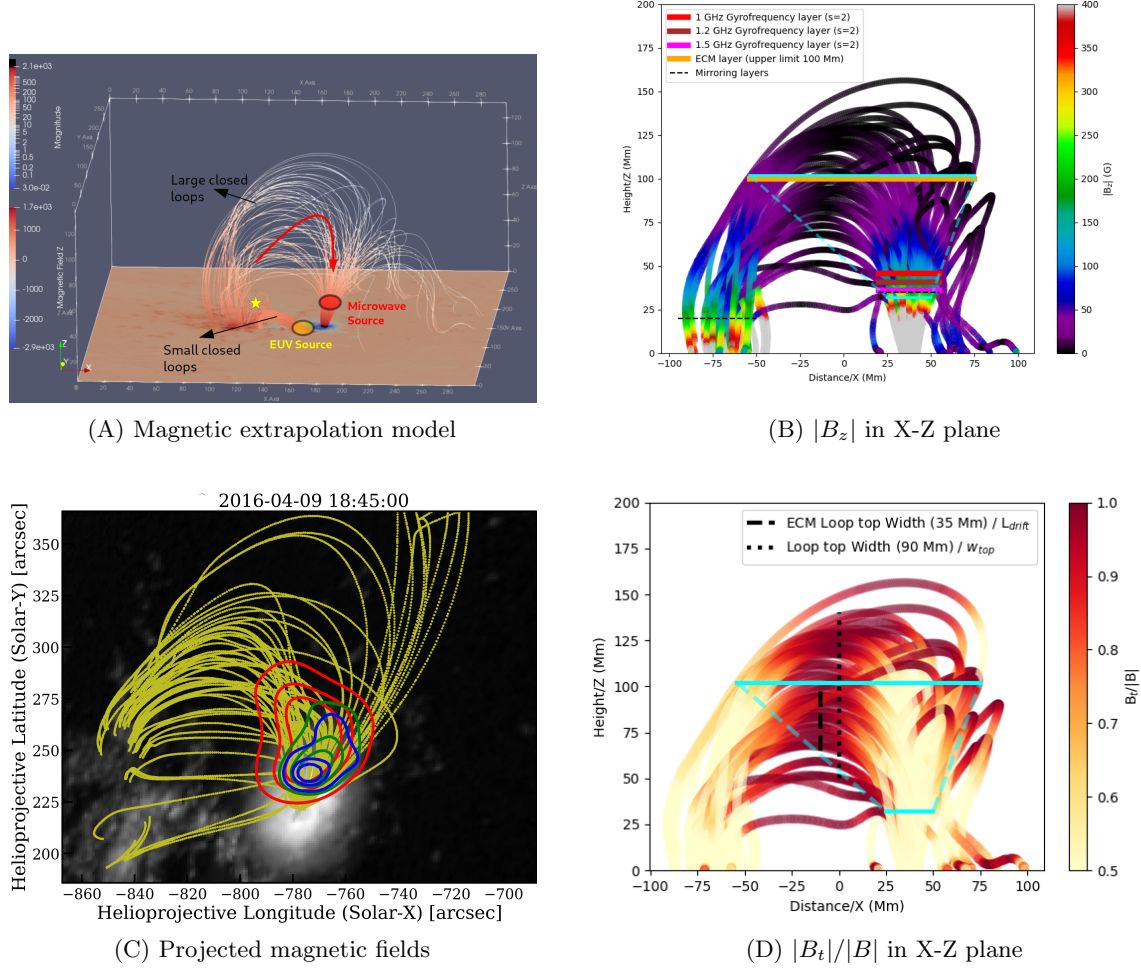 2.1e+03
500
200
100
50
20
10
5
2
1
0.5
0.2
0.1
3.0e-02
Magnitude
1.7e+03
1000
0
-1000
-2000
-2.9e+03
Magnetic Field Z
X Axis
Y Axis
Z Axis
X Axis
Large closed
loops
Small closed
loops
Microwave
Source
EUV Source
Z
Y
X
(A) Magnetic extrapolation model
1 GHz Gyrofrequency layer (s=2)
1.2 GHz Gyrofrequency layer (s=2)
1.5 GHz Gyrofrequency layer (s=2)
ECM layer (upper limit 100 Mm)
Mirroring layers
200
175
150
125
100
75
50
25
0
Height/Z (Mm)
−100 −75 −50 −25 0 25 50 75 100
Distance/X (Mm)
400
350
300
250
200
150
100
50
0
|Bz| (G)
(B) |Bz| in X-Z plane
2016-04-09 18:45:00
350
325
300
275
250
225
200
Helioprojective Latitude (Solar-Y) [arcsec]
−860 −840 −820 −800 −780 −760 −740 −720 −700
Helioprojective Longitude (Solar-X) [arcsec]
(C) Projected magnetic fields
ECM Loop top Width (35 Mm) / Ldrift
Loop top Width (90 Mm) / wtop
200
175
150
125
100
75
50
25
0
Height/Z (Mm)
−100 −75 −50 −25 0 25 50 75 100
Distance/X (Mm)
1.0
0.9
0.8
0.7
0.6
0.5
Bt/|B|
(D) |Bt|/|B| in X-Z plane